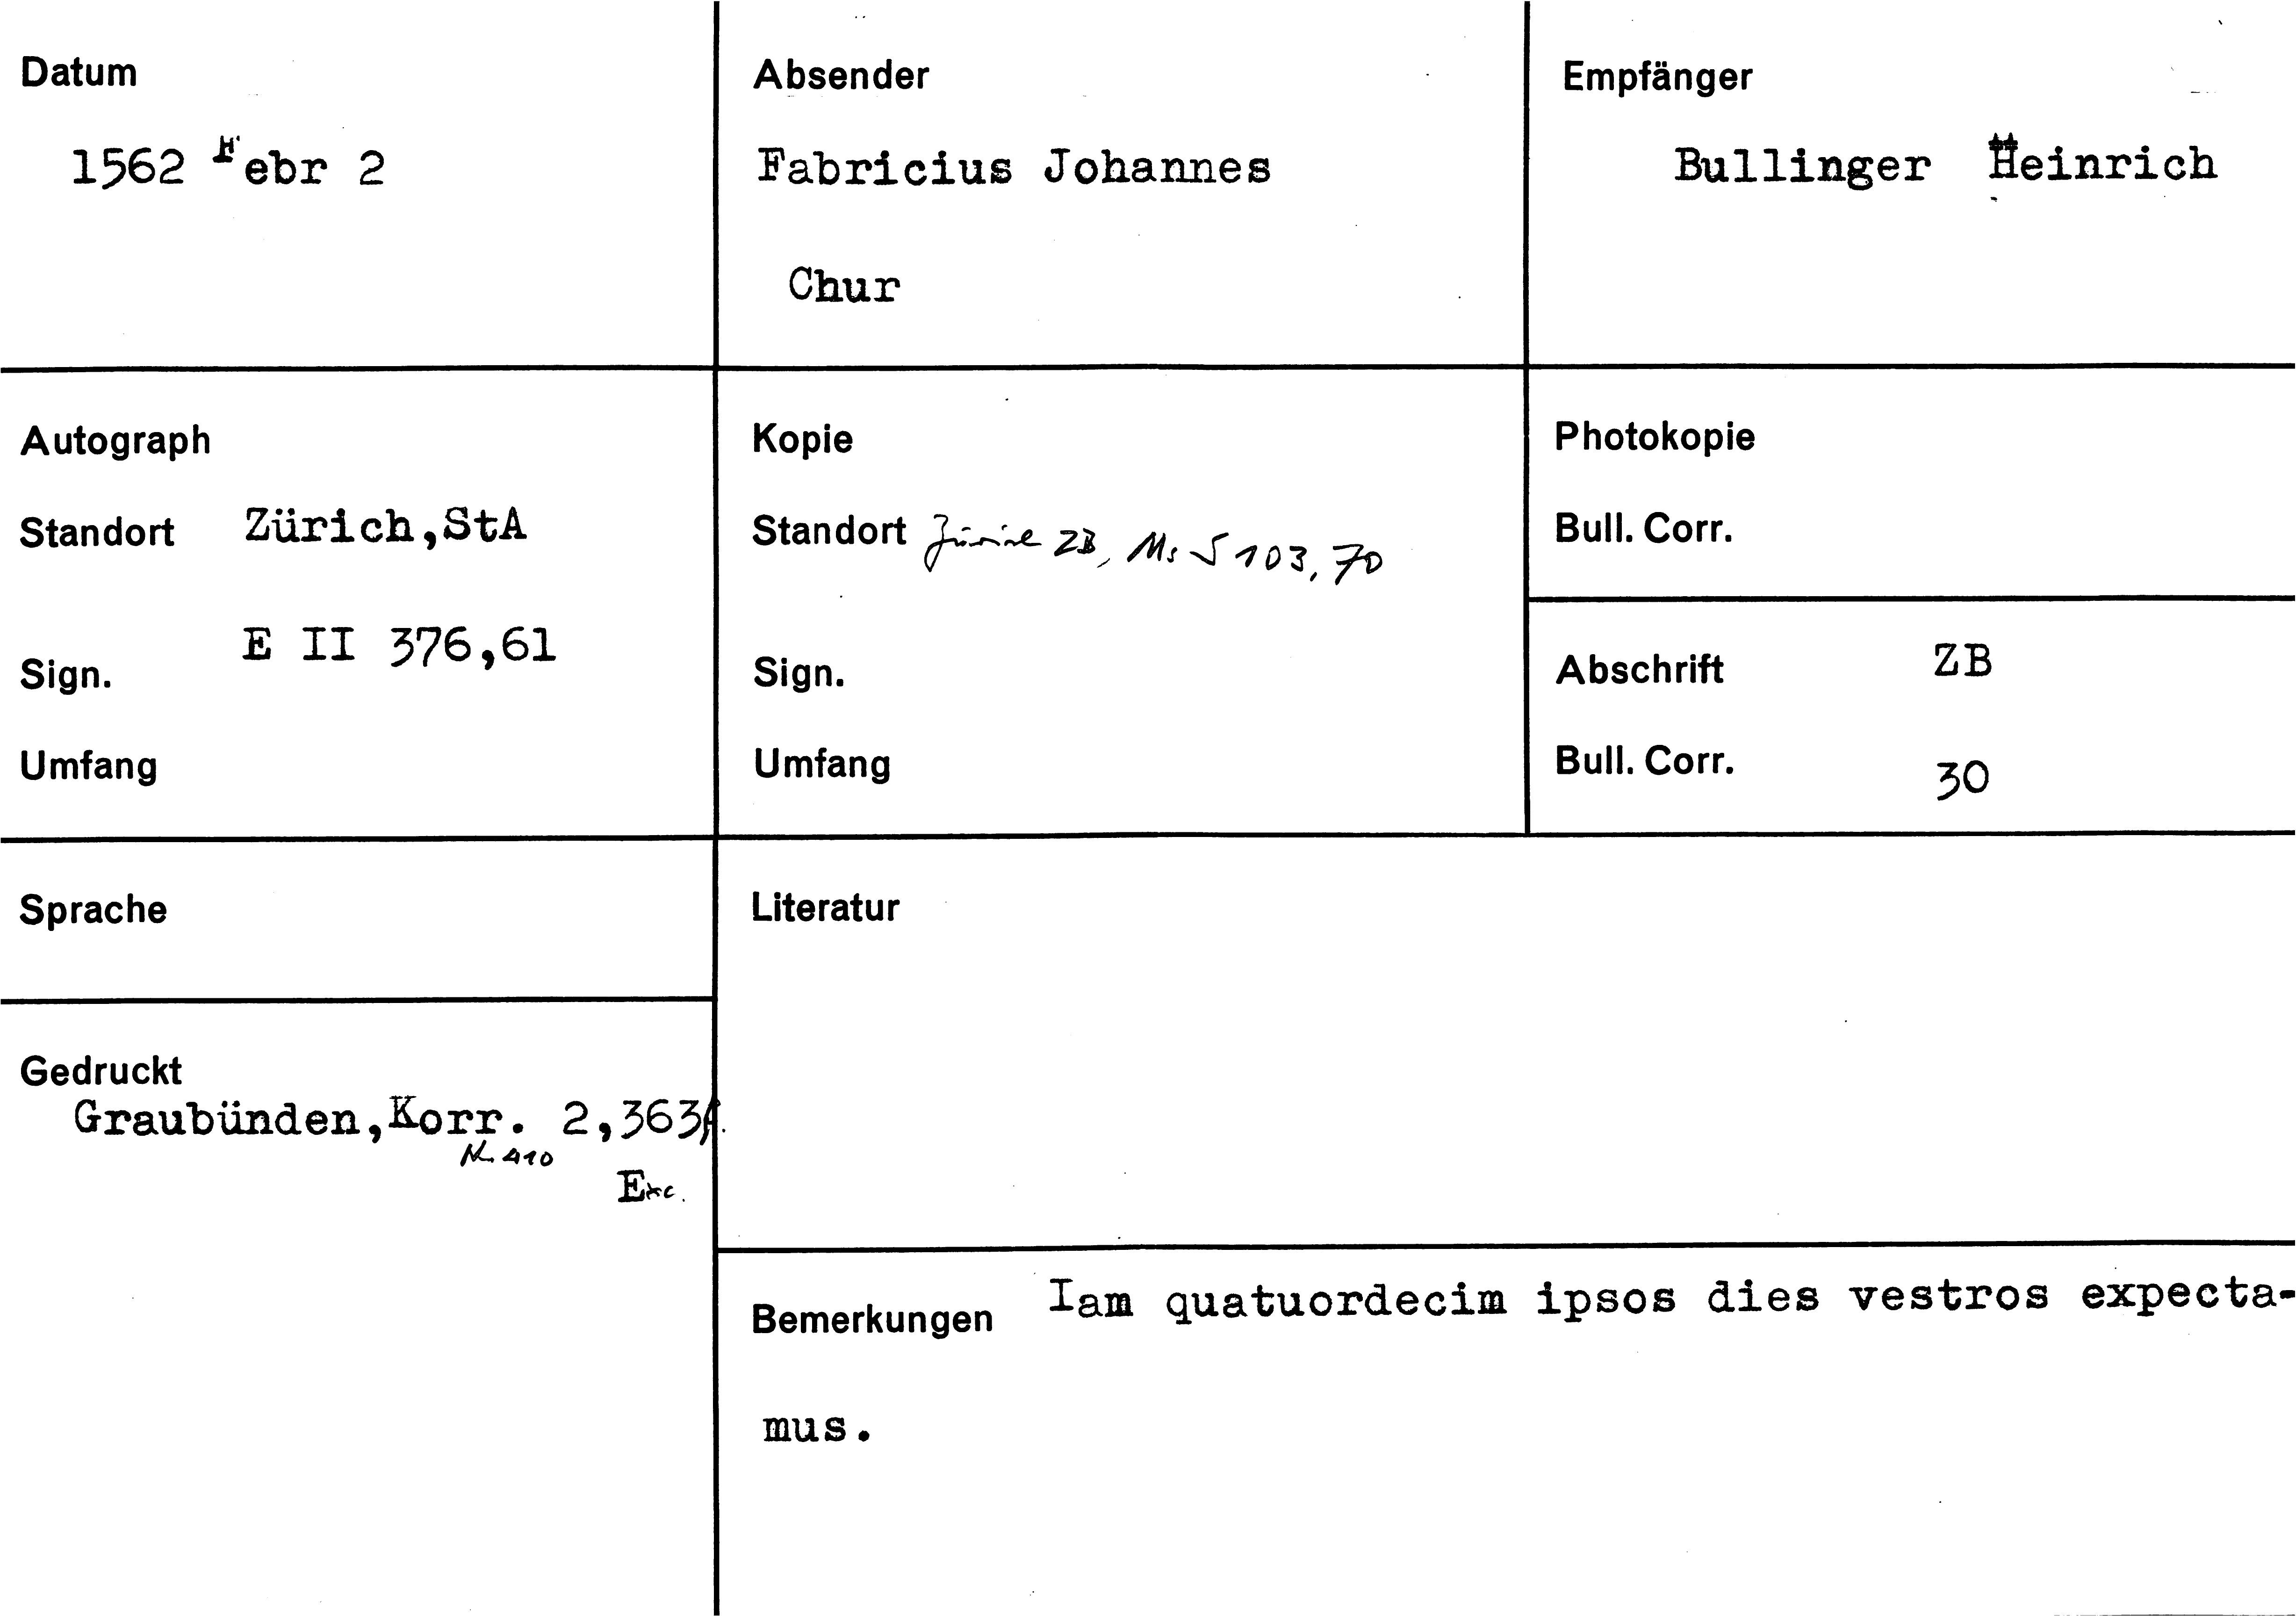 Datum
1562 Febr 2
Absender
Fabricius Johannes
Chur
Empfänger
Bullinger Heinrich
Autograph
Standort Zürich,StA
Sign. E II 376,61
Umfang
Kopie
Standort Zürich ZB, Ms S 103, 70
Sign.
Umfang
Photokopie
Bull. Corr.
Abschrift ZB
Bull. Corr. 30
Sprache
Gedruckt
Graubünden,Korr. 2,363f.
Nr. 410
Exc.
Literatur
Bemerkungen Iam quatuordecim ipsos dies vestros expecta-
mus.